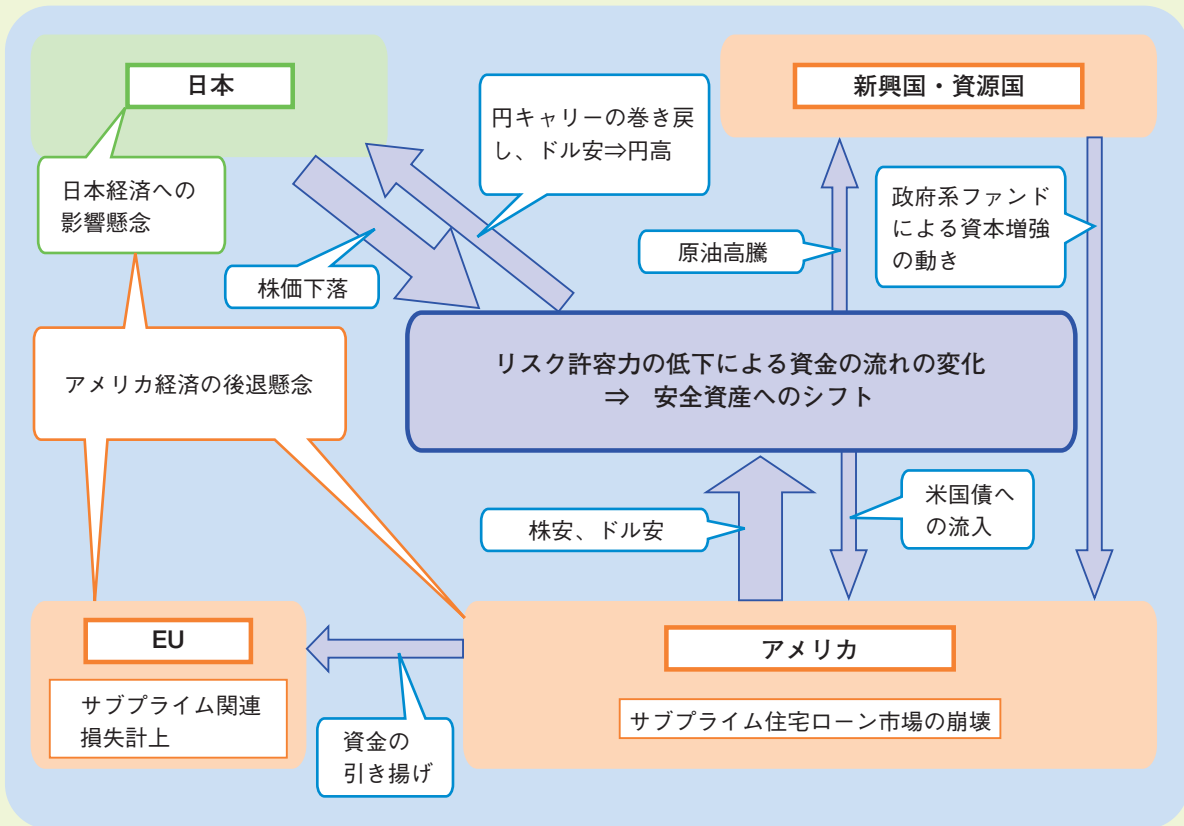 日本
新興国・資源国
円キャリーの巻き戻
し、ドル安⇒円高
日本経済への
影響懸念
政府系ファンド
による資本増強
の動き
原油高騰
株価下落
アメリカ経済の後退懸念
リスク許容力の低下による資金の流れの変化
⇒　安全資産へのシフト
米国債へ
の流入
株安、ドル安
EU
サブプライム関連
損失計上
資金の
引き揚げ
アメリカ
サブプライム住宅ローン市場の崩壊